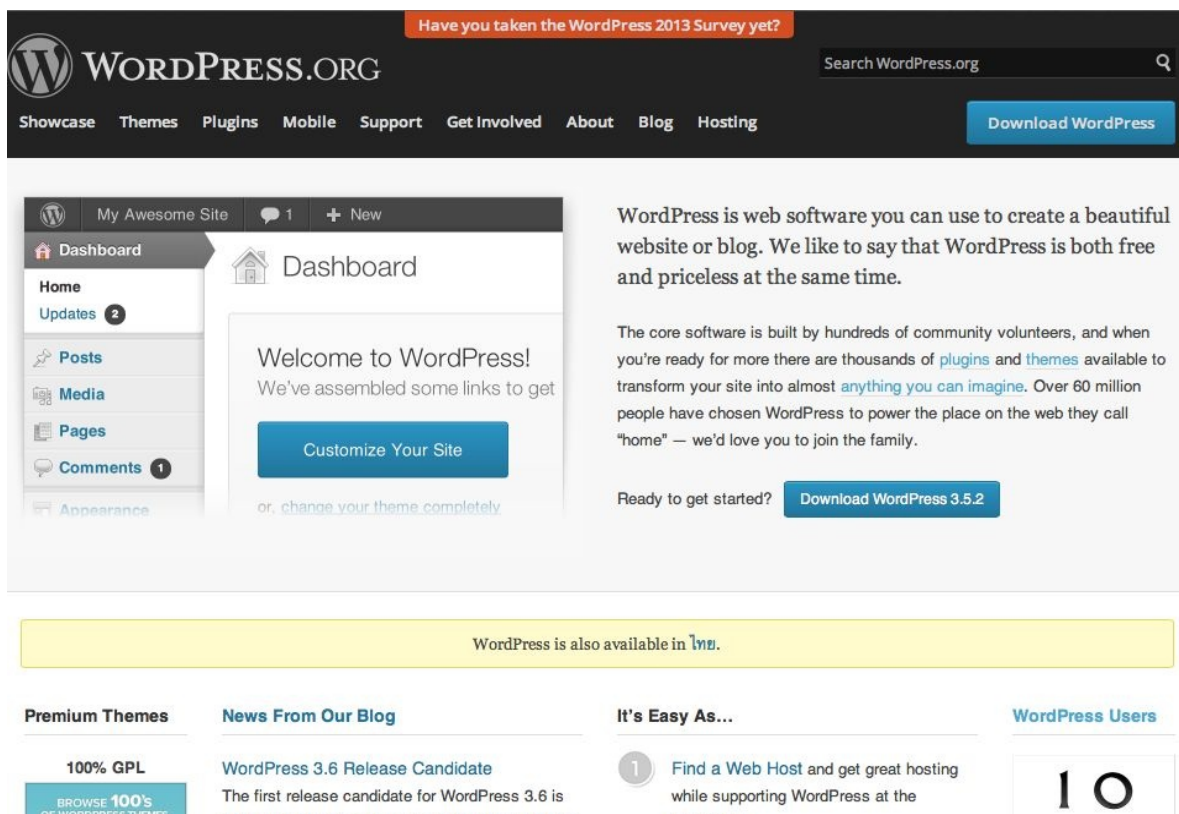 Have you taken the WordPress 2013 Survey yet?
WORDPRESS.ORG
Search WordPress.org
Showcase Themes Plugins Mobile Support Get Involved About Blog Hosting
Download WordPress
My Awesome Site 1 + New
Dashboard
Home
Updates 2
Posts
Media
Pages
Comments 1
Appearance
Dashboard
Welcome to WordPress!
We've assembled some links to get
Customize Your Site
or, change your theme completely
WordPress is web software you can use to create a beautiful
website or blog. We like to say that WordPress is both free
and priceless at the same time.
The core software is built by hundreds of community volunteers, and when
you're ready for more there are thousands of plugins and themes available to
transform your site into almost anything you can imagine. Over 60 million
people have chosen WordPress to power the place on the web they call
“home” — we'd love you to join the family.
Ready to get started? Download WordPress 3.5.2
WordPress is also available in ไทย.
Premium Themes
100% GPL
BROWSE 100's
OF WORDPRESS THEMES
News From Our Blog
WordPress 3.6 Release Candidate
The first release candidate for WordPress 3.6 is
It's Easy As...
1 Find a Web Host and get great hosting
while supporting WordPress at the
WordPress Users
10